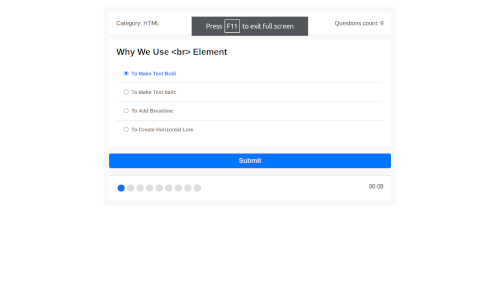 Category: HTML
Press F11 to exit full screen
Questions count: 9
Why We Use <br> Element
To Make Text Bold
To Make Test Italic
To Add Breakline
To Create Horizontal Line
Submit
00:08